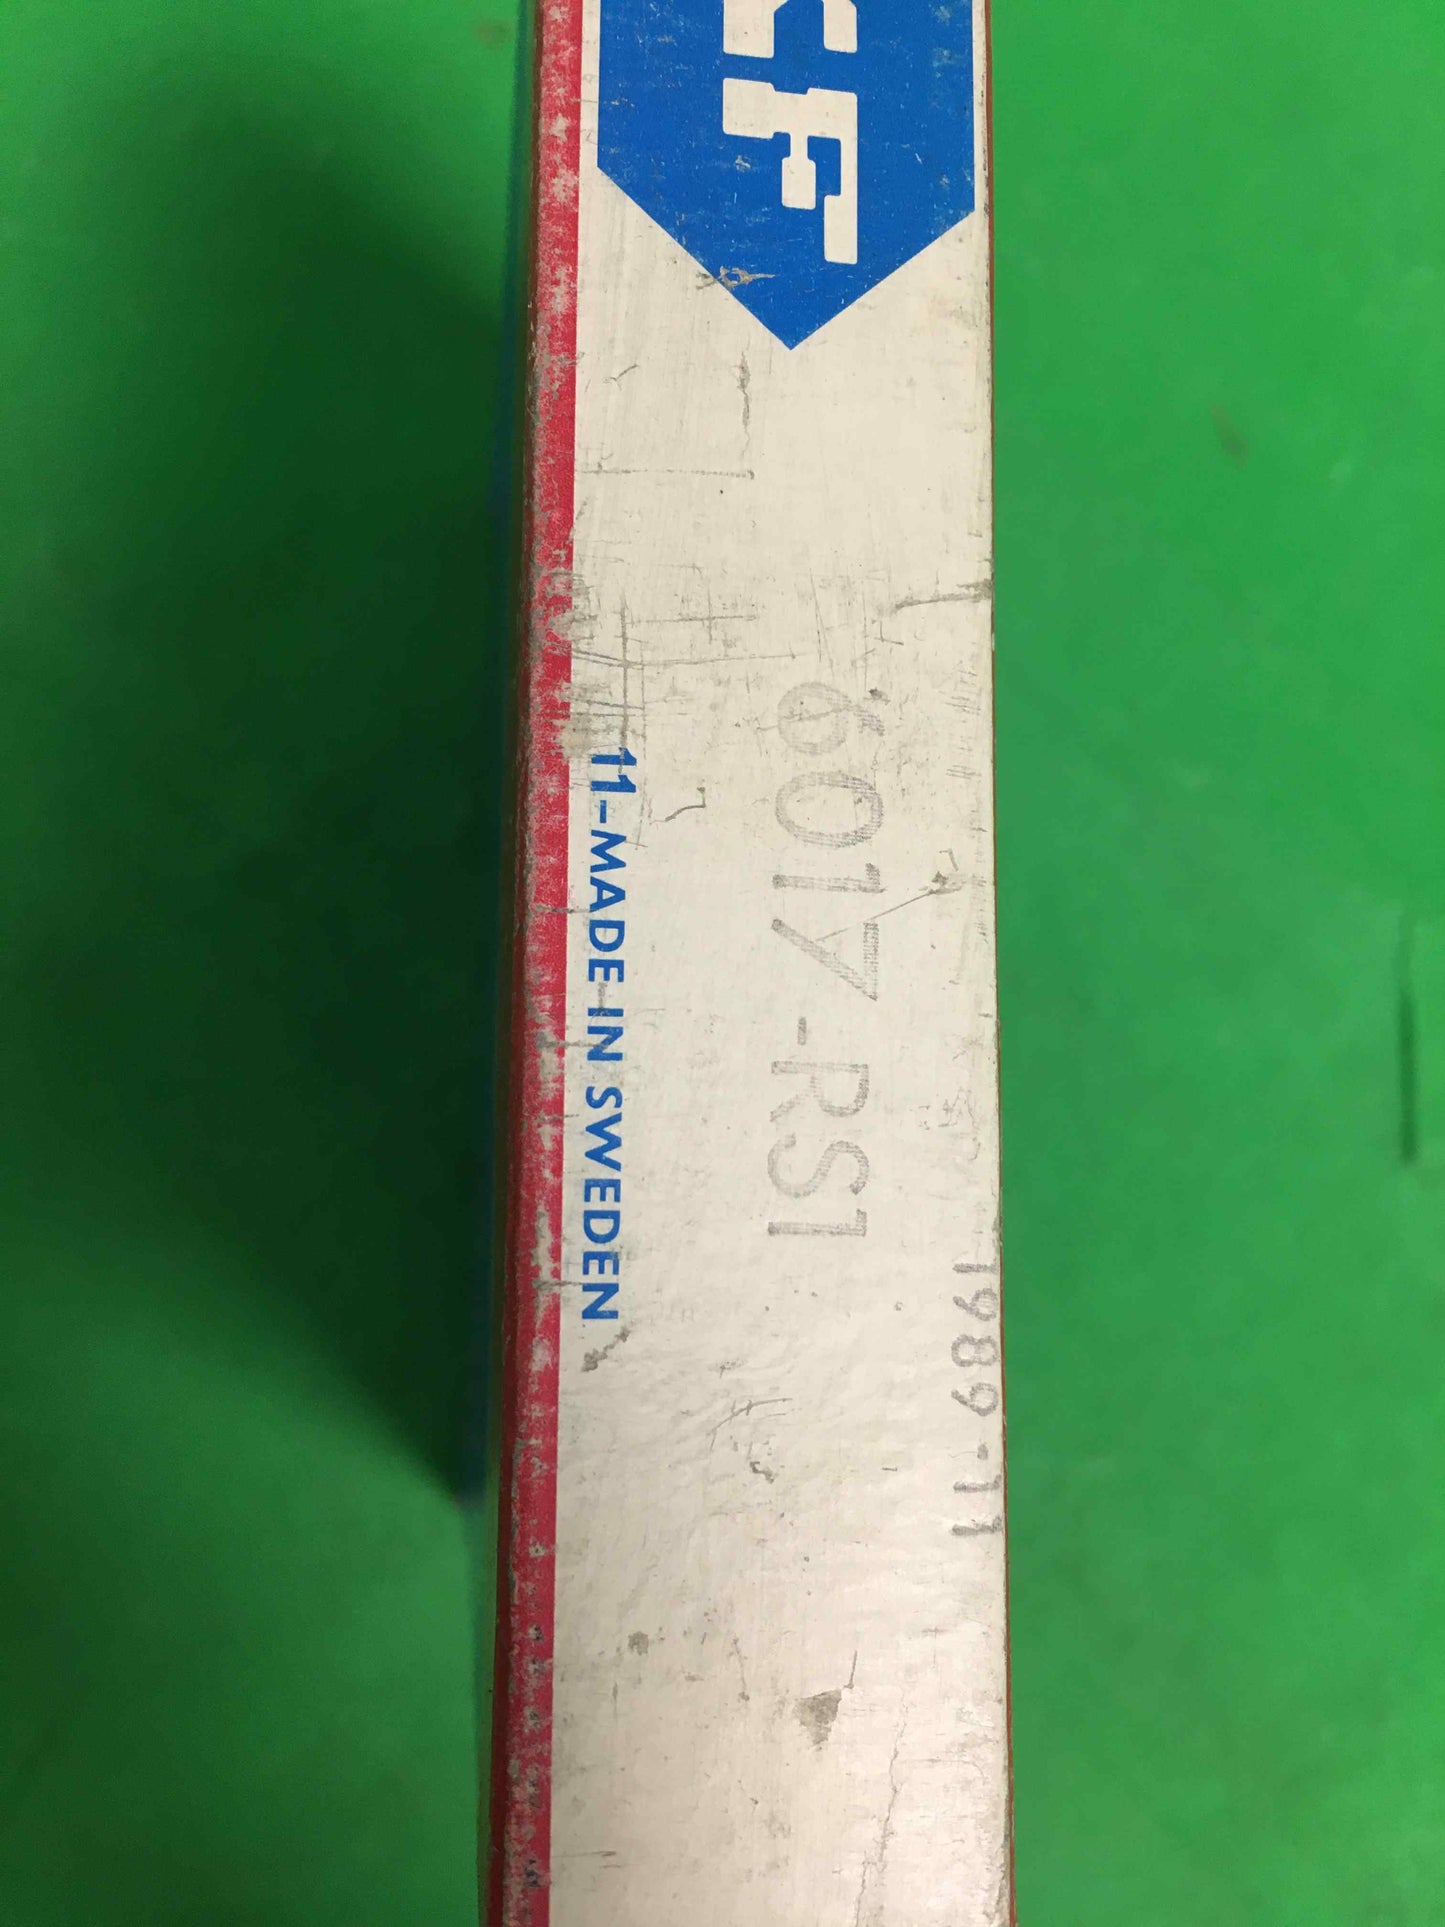 KF
6017-RS1
1989-11
11-MADE IN SWEDEN